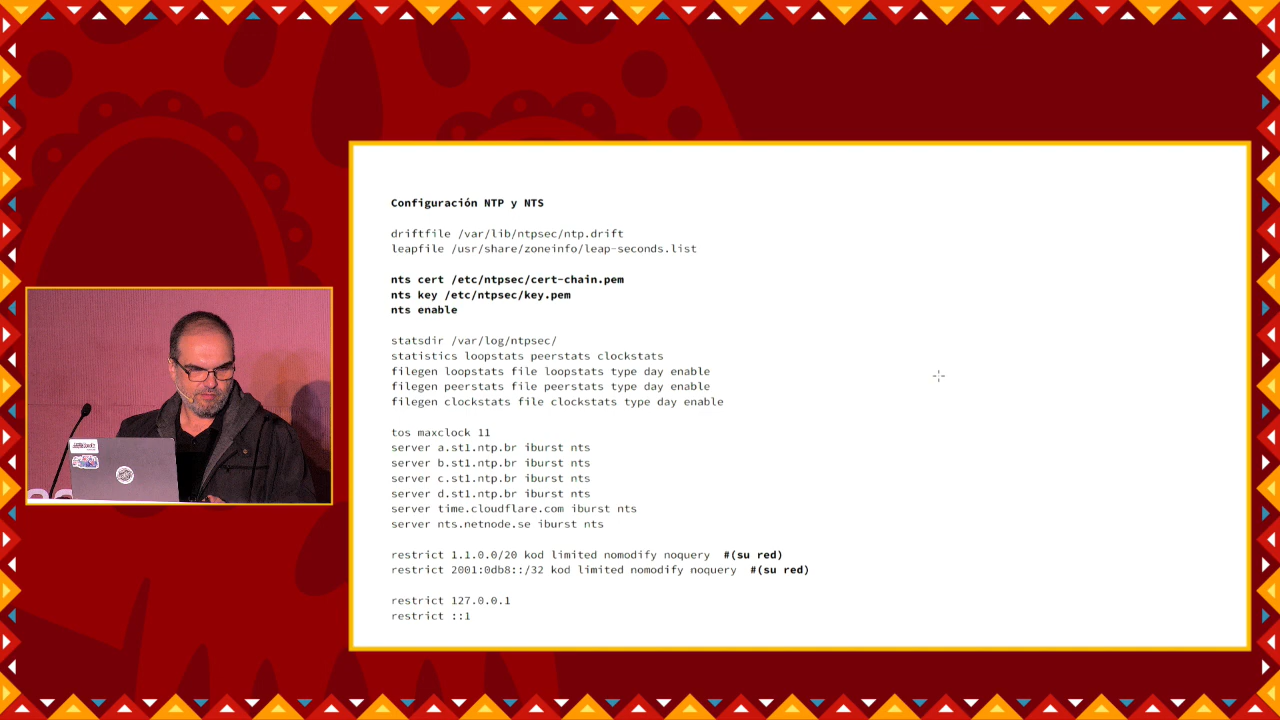 Configuración NTP y NTS
driftfile /var/lib/ntpsec/ntp.drift
leapfile /usr/share/zoneinfo/leap-seconds.list
nts cert /etc/ntpsec/cert-chain.pem
nts key /etc/ntpsec/key.pem
nts enable
statsdir /var/log/ntpsec/
statistics loopstats peerstats clockstats
filegen loopstats file loopstats type day enable
filegen peerstats file peerstats type day enable
filegen clockstats file clockstats type day enable
tos maxclock 11
server a.st1.ntp.br iburst nts
server b.st1.ntp.br iburst nts
server c.st1.ntp.br iburst nts
server d.st1.ntp.br iburst nts
server time.cloudflare.com iburst nts
server nts.netnode.se iburst nts
restrict 1.1.0.0/20 kod limited nomodify noquery #(su red)
restrict 2001:0db8::/32 kod limited nomodify noquery #(su red)
restrict 127.0.0.1
restrict ::1